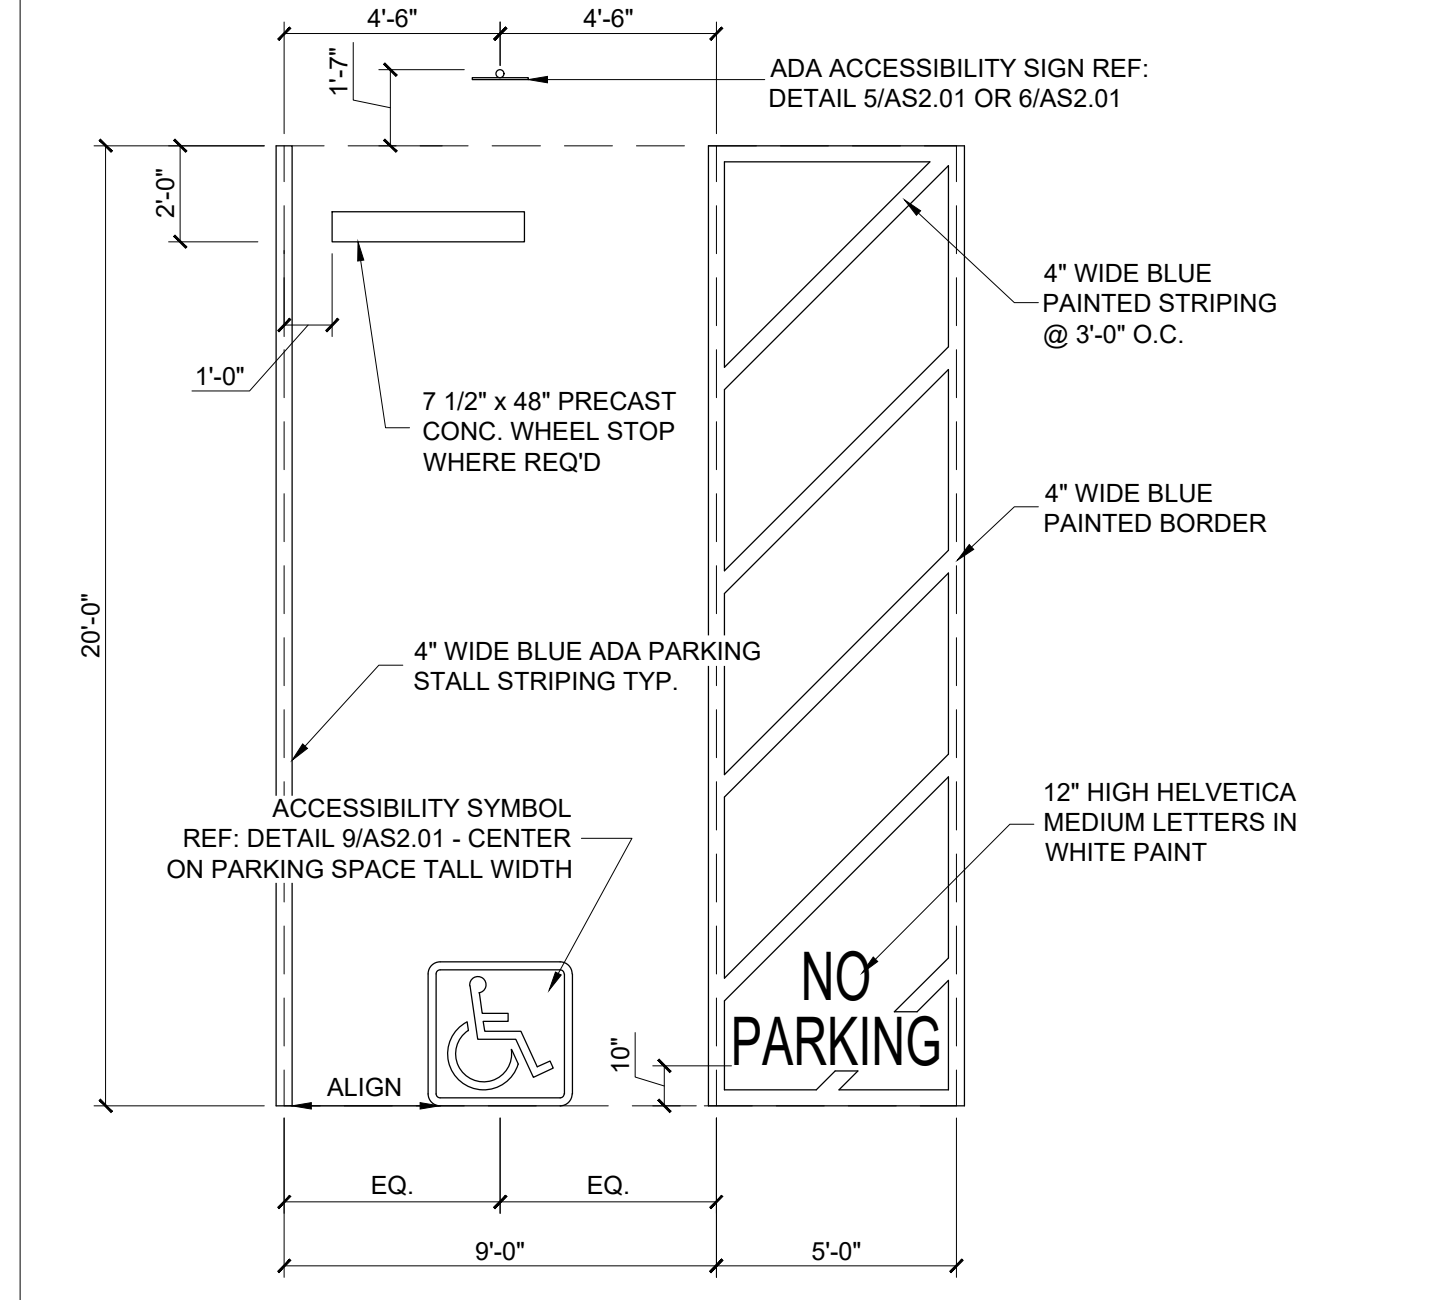 4'-6"
4'-6"
1'-7"
ADA ACCESSIBILITY SIGN REF:
DETAIL 5/AS2.01 OR 6/AS2.01
2'-0"
4" WIDE BLUE
PAINTED STRIPING
@ 3'-0" O.C.
1'-0"
7 1/2" x 48" PRECAST
CONC. WHEEL STOP
WHERE REQ'D
4" WIDE BLUE
PAINTED BORDER
20'-0"
4" WIDE BLUE ADA PARKING
STALL STRIPING TYP.
12" HIGH HELVETICA
MEDIUM LETTERS IN
WHITE PAINT
ACCESSIBILITY SYMBOL
REF: DETAIL 9/AS2.01 - CENTER
ON PARKING SPACE TALL WIDTH
NO
PARKING
10"
ALIGN
EQ.
EQ.
9'-0"
5'-0"